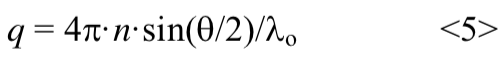 q = 4π·n·sin(θ/2)/λₒ <5>